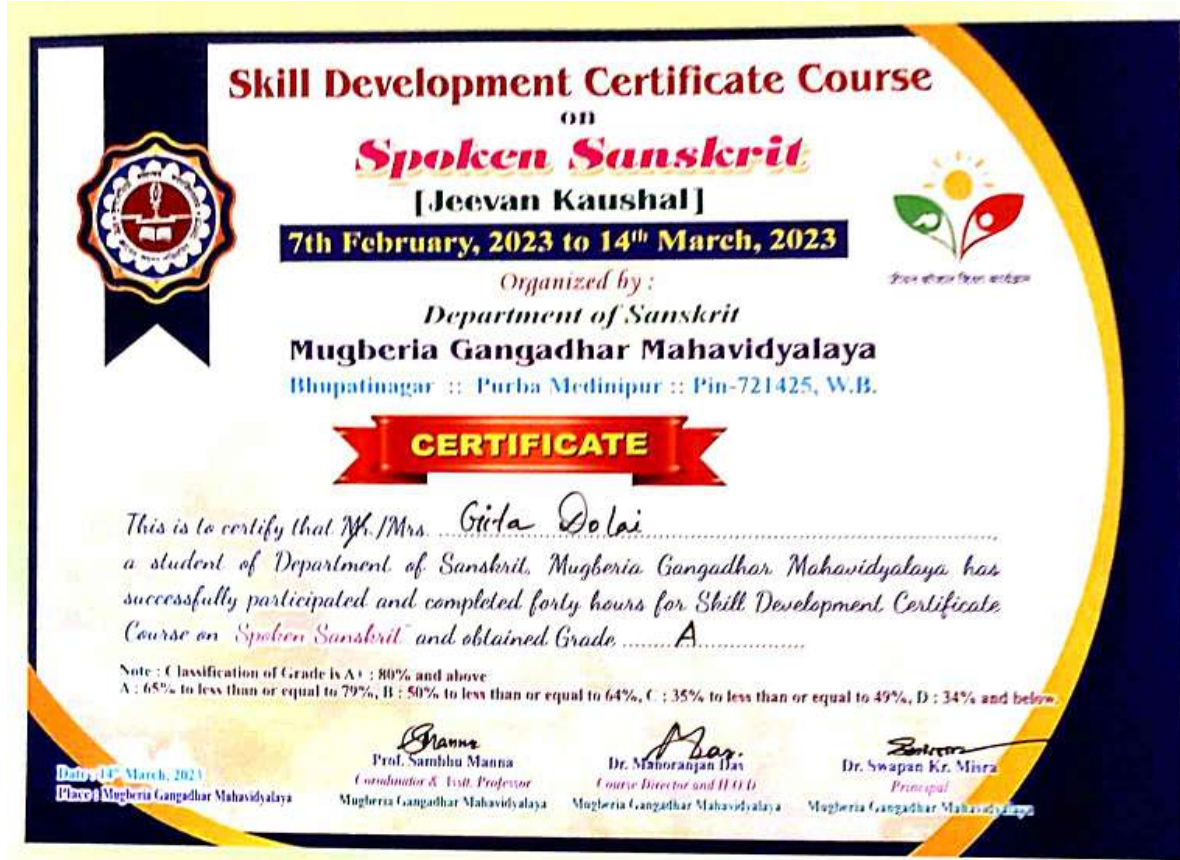 Skill Development Certificate Course
on
Spoken Sanskrit
[Jeevan Kaushal]
7th February, 2023 to 14th March, 2023
Organized by :
Department of Sanskrit
Mugberia Gangadhar Mahavidyalaya
Bhupatinagar :: Purba Medinipur :: Pin-721425, W.B.
CERTIFICATE
This is to certify that Mr. /Mrs. Gita Dolai
a student of Department of Sanskrit, Mugberia Gangadhar Mahavidyalaya has
successfully participated and completed forty hours for Skill Development Certificate
Course on "Spoken Sanskrit" and obtained Grade ...... A
Note : Classification of Grade is A+ : 80% and above
A : 65% to less than or equal to 79%, B : 50% to less than or equal to 64%, C : 35% to less than or equal to 49%, D : 34% and below.
Prof. Sambhu Manna
Coordinator & Asstt. Professor
Mugberia Gangadhar Mahavidyalaya
Dr. Manoranjan Das
Course Director and H.O.D
Mugberia Gangadhar Mahavidyalaya
Dr. Swapan Kr. Misra
Principal
Mugberia Gangadhar Mahavidyalaya
Date : 14th March, 2023
Place : Mugberia Gangadhar Mahavidyalaya